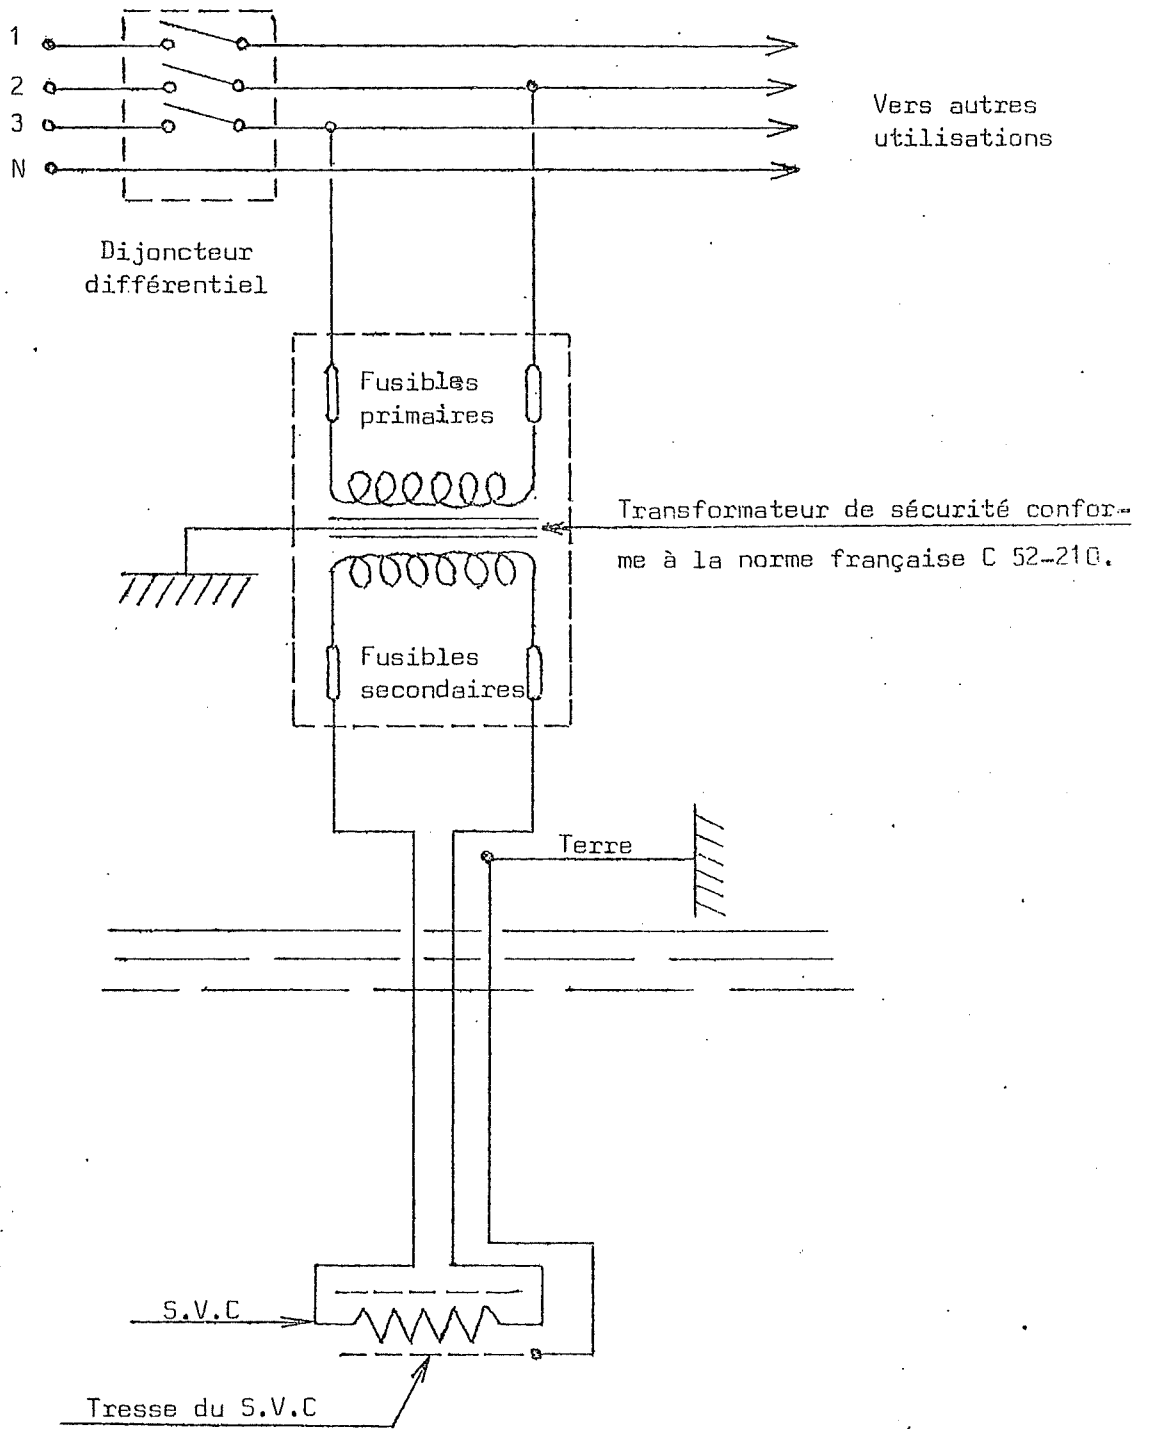 1
2
3
N
Vers autres
utilisations
Dijoncteur
différentiel
Fusibles
primaires
Transformateur de sécurité confor-
me à la norme française C 52-210.
Fusibles
secondaires
Terre
S.V.C
Tresse du S.V.C